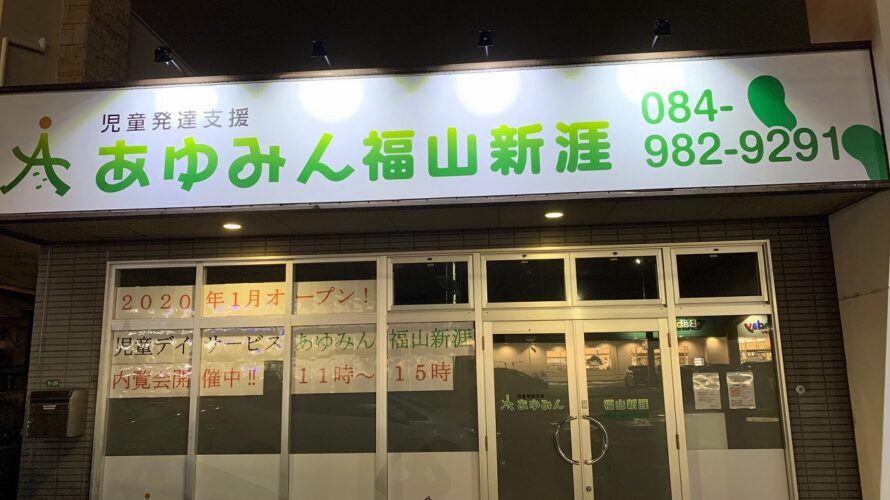 児童発達支援
あゆみん福山新涯
084-
982-9291
2020年1月オープン!
児童デイサービス あゆみん 福山新涯
内覧会開催中!! 11時～15時
あゆみん 福山新涯